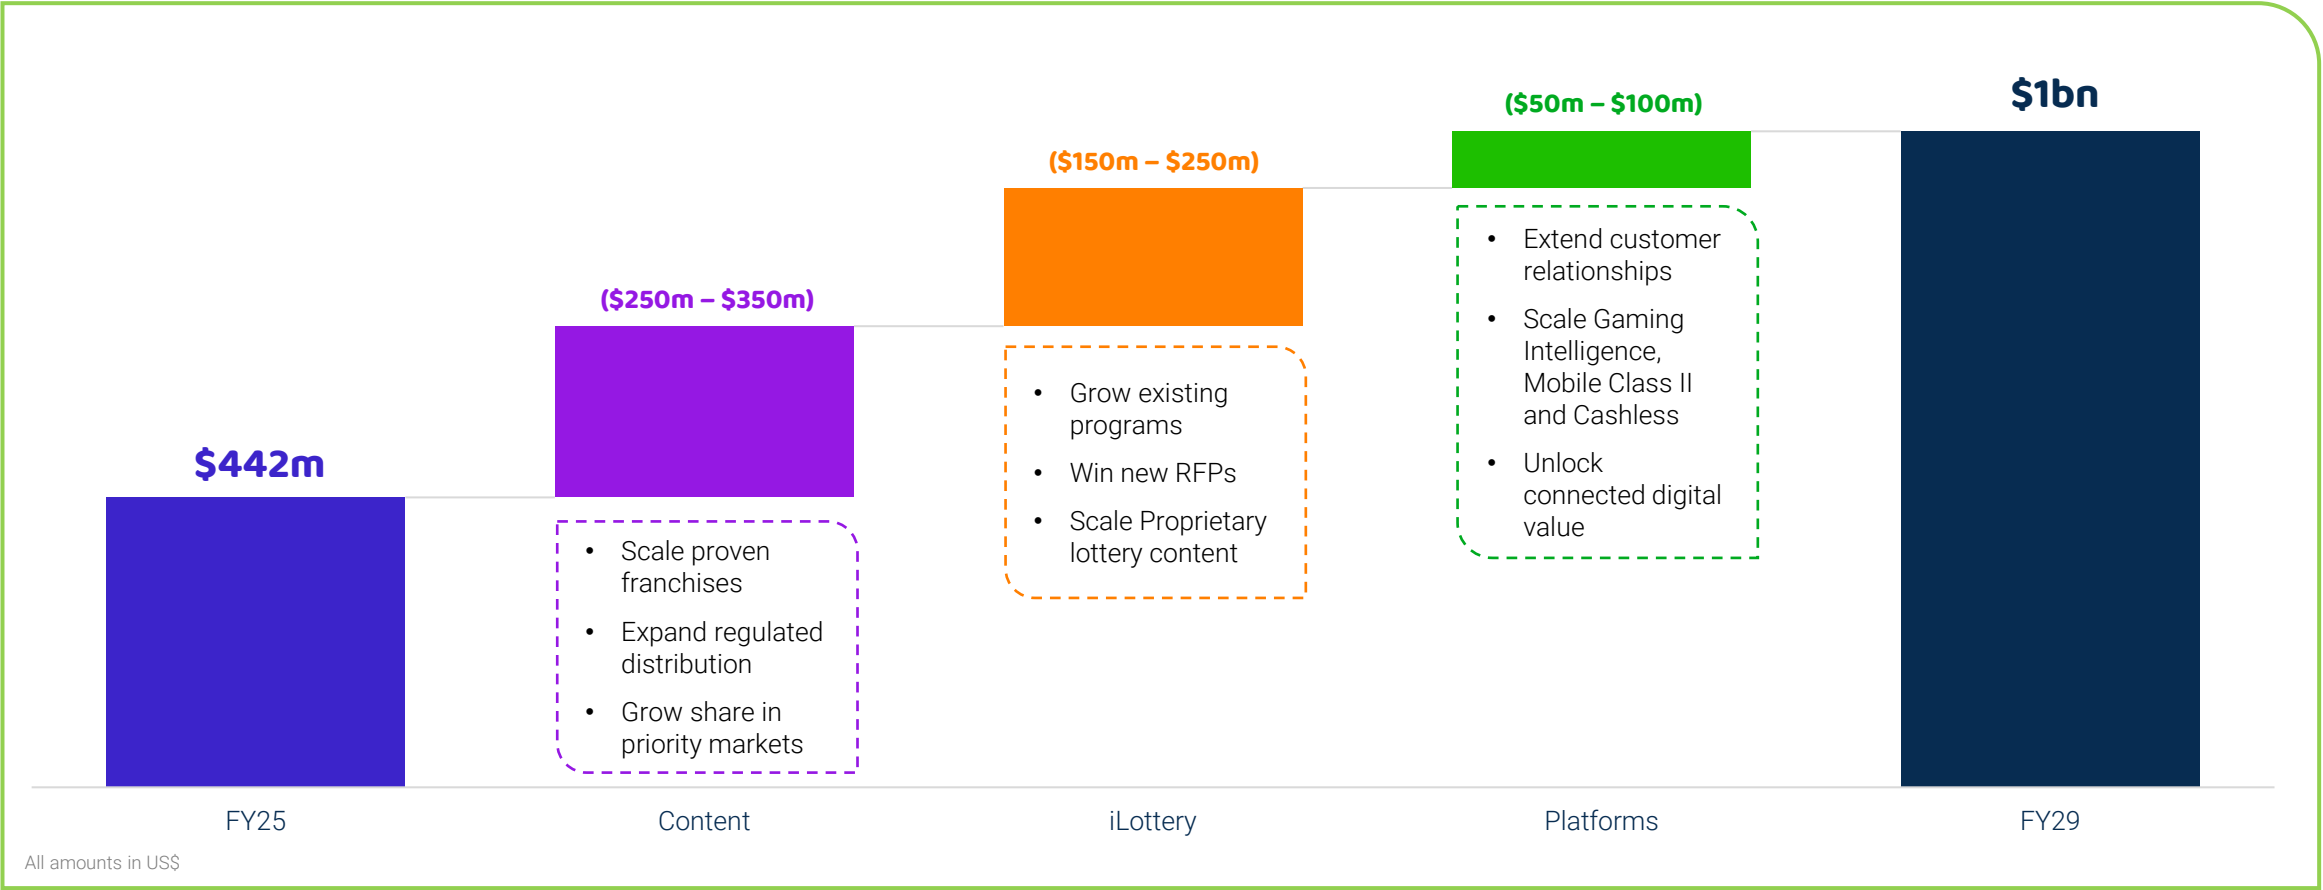 $442m
($250m – $350m)
($150m – $250m)
($50m – $100m)
$1bn
• Scale proven
franchises
• Expand regulated
distribution
• Grow share in
priority markets
• Grow existing
programs
• Win new RFPs
• Scale Proprietary
lottery content
• Extend customer
relationships
• Scale Gaming
Intelligence,
Mobile Class II
and Cashless
• Unlock
connected digital
value
FY25
Content
iLottery
Platforms
FY29
All amounts in US$